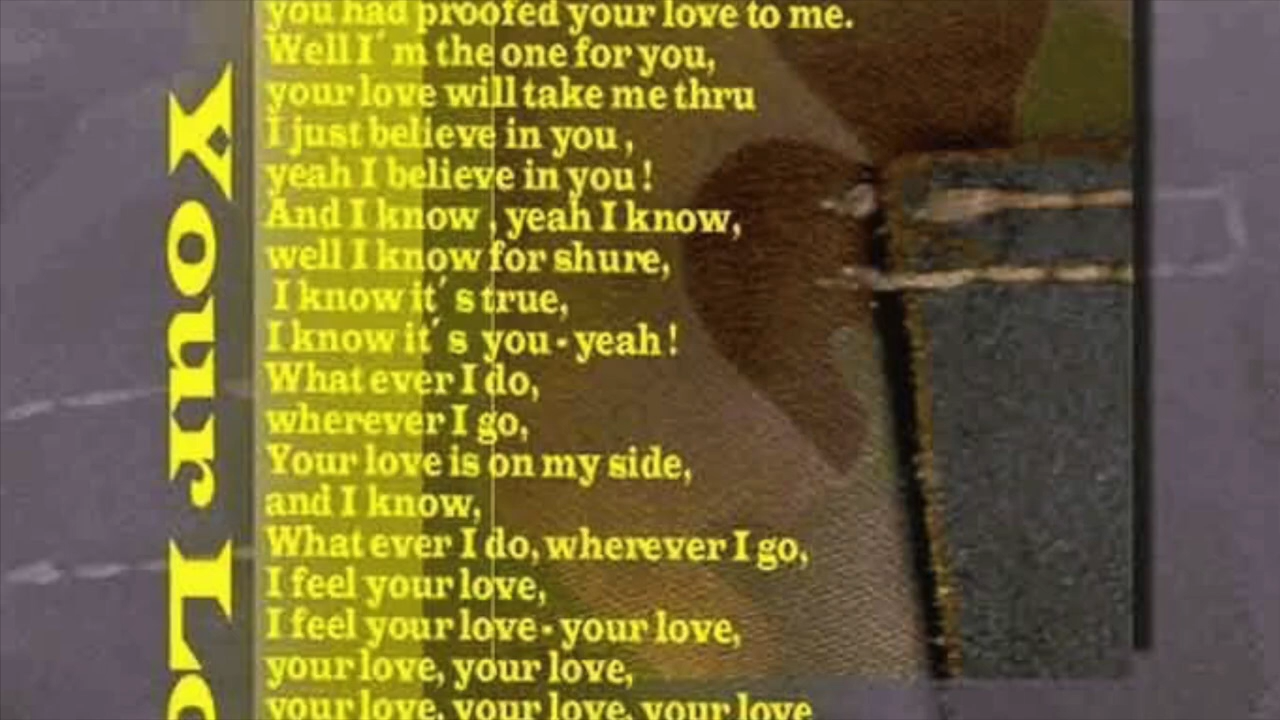 you had proofed your love to me.
Well I´m the one for you,
your love will take me thru
I just believe in you ,
yeah I believe in you !
And I know , yeah I know,
well I know for shure,
I know it´s true,
I know it´s you - yeah !
What ever I do,
wherever I go,
Your love is on my side,
and I know,
What ever I do, wherever I go,
I feel your love,
I feel your love - your love,
your love, your love,
your love, your love, your love
Your L